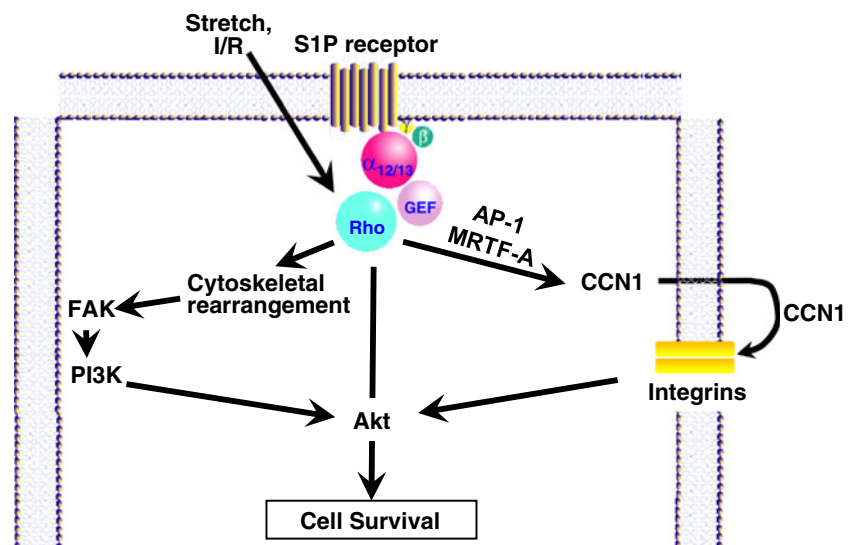 Stretch,
I/R
S1P receptor
γ
β
α12/13
GEF
Rho
AP-1
MRTF-A
Cytoskeletal
rearrangement
CCN1
CCN1
FAK
PI3K
Integrins
Akt
Cell Survival